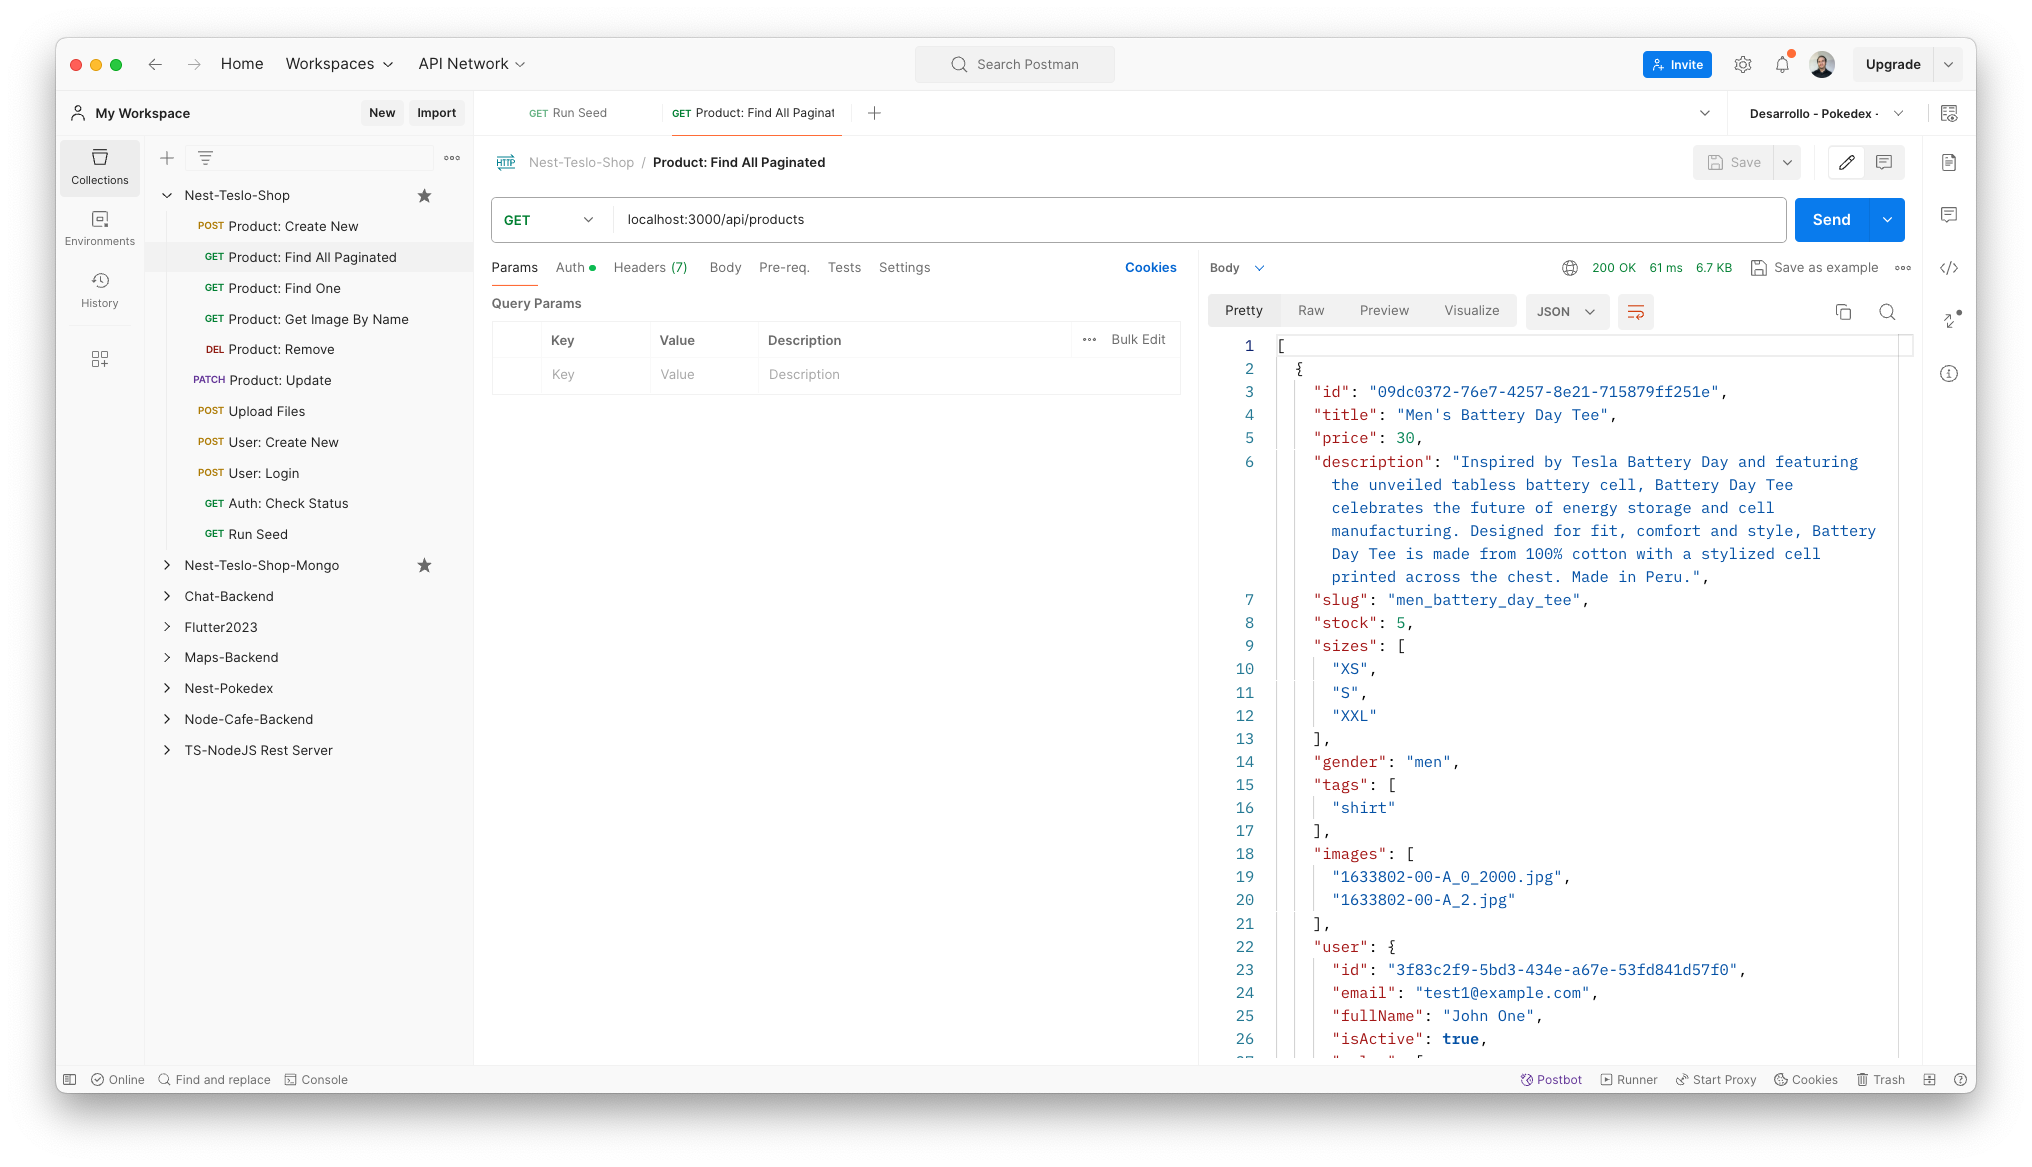 Home Workspaces API Network Search Postman Invite Upgrade
My Workspace New Import
GET Run Seed GET Product: Find All Paginat Desarrollo - Pokedex -
Collections
Environments
History
Nest-Teslo-Shop
POST Product: Create New
GET Product: Find All Paginated
GET Product: Find One
GET Product: Get Image By Name
DEL Product: Remove
PATCH Product: Update
POST Upload Files
POST User: Create New
POST User: Login
GET Auth: Check Status
GET Run Seed
Nest-Teslo-Shop-Mongo
Chat-Backend
Flutter2023
Maps-Backend
Nest-Pokedex
Node-Cafe-Backend
TS-NodeJS Rest Server
HTTP Nest-Teslo-Shop / Product: Find All Paginated Save
GET localhost:3000/api/products Send
Params Auth Headers (7) Body Pre-req. Tests Settings Cookies
Query Params
Key Value Description Bulk Edit
Key Value Description
Body 200 OK 61 ms 6.7 KB Save as example
Pretty Raw Preview Visualize JSON
1 [
2 {
3 "id": "09dc0372-76e7-4257-8e21-715879ff251e",
4 "title": "Men's Battery Day Tee",
5 "price": 30,
6 "description": "Inspired by Tesla Battery Day and featuring
the unveiled tabless battery cell, Battery Day Tee
celebrates the future of energy storage and cell
manufacturing. Designed for fit, comfort and style, Battery
Day Tee is made from 100% cotton with a stylized cell
printed across the chest. Made in Peru.",
7 "slug": "men_battery_day_tee",
8 "stock": 5,
9 "sizes": [
10 "XS",
11 "S",
12 "XXL"
13 ],
14 "gender": "men",
15 "tags": [
16 "shirt"
17 ],
18 "images": [
19 "1633802-00-A_0_2000.jpg",
20 "1633802-00-A_2.jpg"
21 ],
22 "user": {
23 "id": "3f83c2f9-5bd3-434e-a67e-53fd841d57f0",
24 "email": "test1@example.com",
25 "fullName": "John One",
26 "isActive": true,
Online Find and replace Console Postbot Runner Start Proxy Cookies Trash